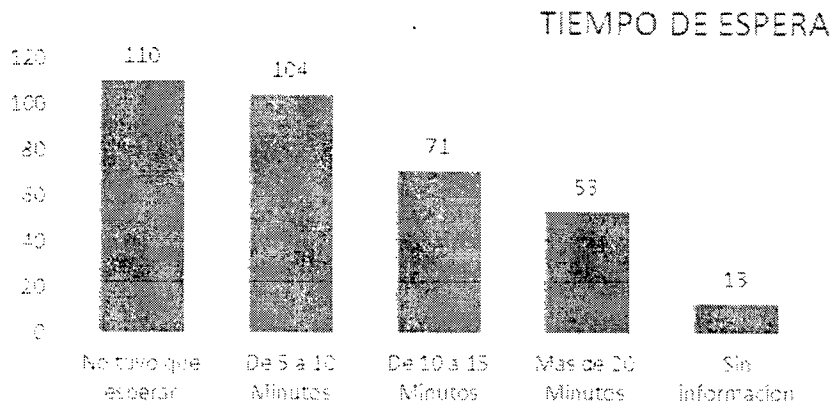 TIEMPO DE ESPERA
120
100
80
60
40
20
0
110
104
71
53
13
No tuvo que
esperar
De 5 a 10
Minutos
De 10 a 15
Minutos
Mas de 20
Minutos
Sin
informacion